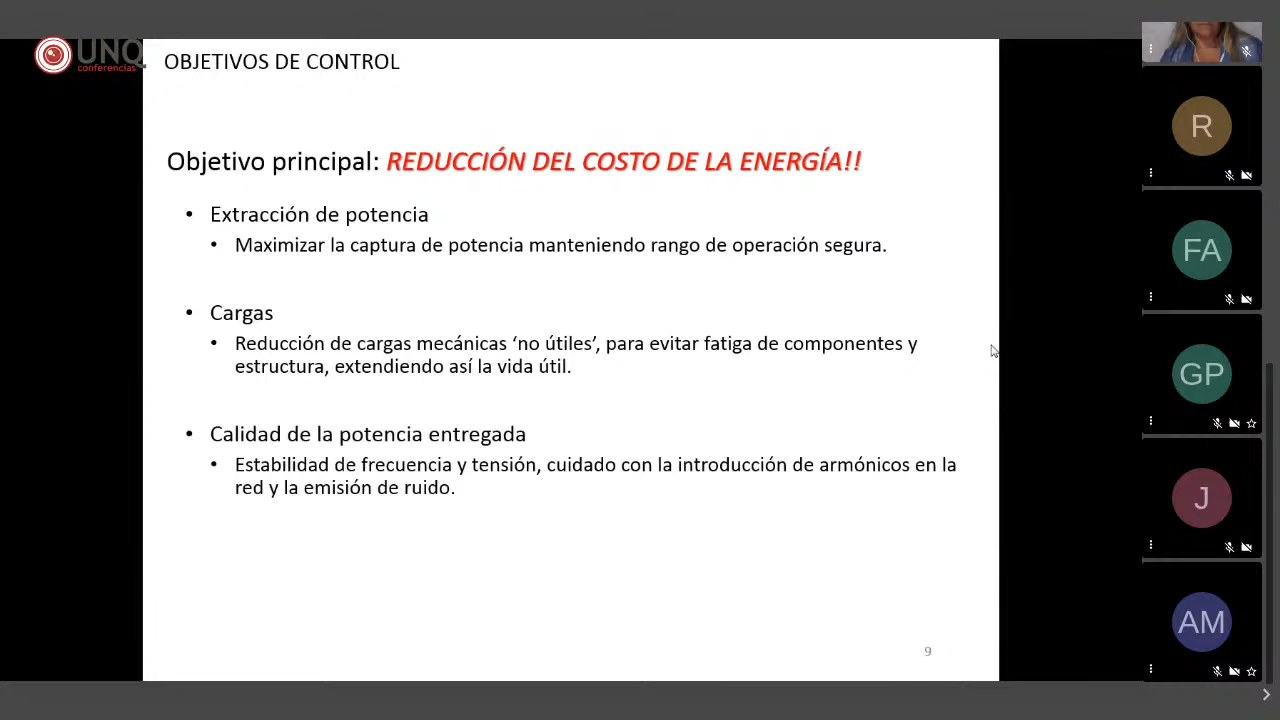 UNQ
conferencias
OBJETIVOS DE CONTROL
Objetivo principal: REDUCCIÓN DEL COSTO DE LA ENERGÍA!!
• Extracción de potencia
• Maximizar la captura de potencia manteniendo rango de operación segura.
• Cargas
• Reducción de cargas mecánicas ‘no útiles’, para evitar fatiga de componentes y
estructura, extendiendo así la vida útil.
• Calidad de la potencia entregada
• Estabilidad de frecuencia y tensión, cuidado con la introducción de armónicos en la
red y la emisión de ruido.
9
R
FA
GP
J
AM